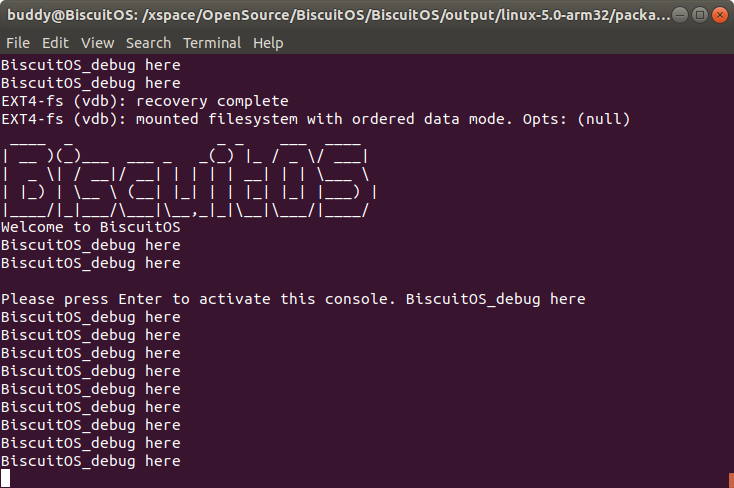 buddy@BiscuitOS: /xspace/OpenSource/BiscuitOS/BiscuitOS/output/linux-5.0-arm32/packa...
File Edit View Search Terminal Help
BiscuitOS_debug here
BiscuitOS_debug here
EXT4-fs (vdb): recovery complete
EXT4-fs (vdb): mounted filesystem with ordered data mode. Opts: (null)
BiscuitOS
Welcome to BiscuitOS
BiscuitOS_debug here
BiscuitOS_debug here
Please press Enter to activate this console. BiscuitOS_debug here
BiscuitOS_debug here
BiscuitOS_debug here
BiscuitOS_debug here
BiscuitOS_debug here
BiscuitOS_debug here
BiscuitOS_debug here
BiscuitOS_debug here
BiscuitOS_debug here
BiscuitOS_debug here